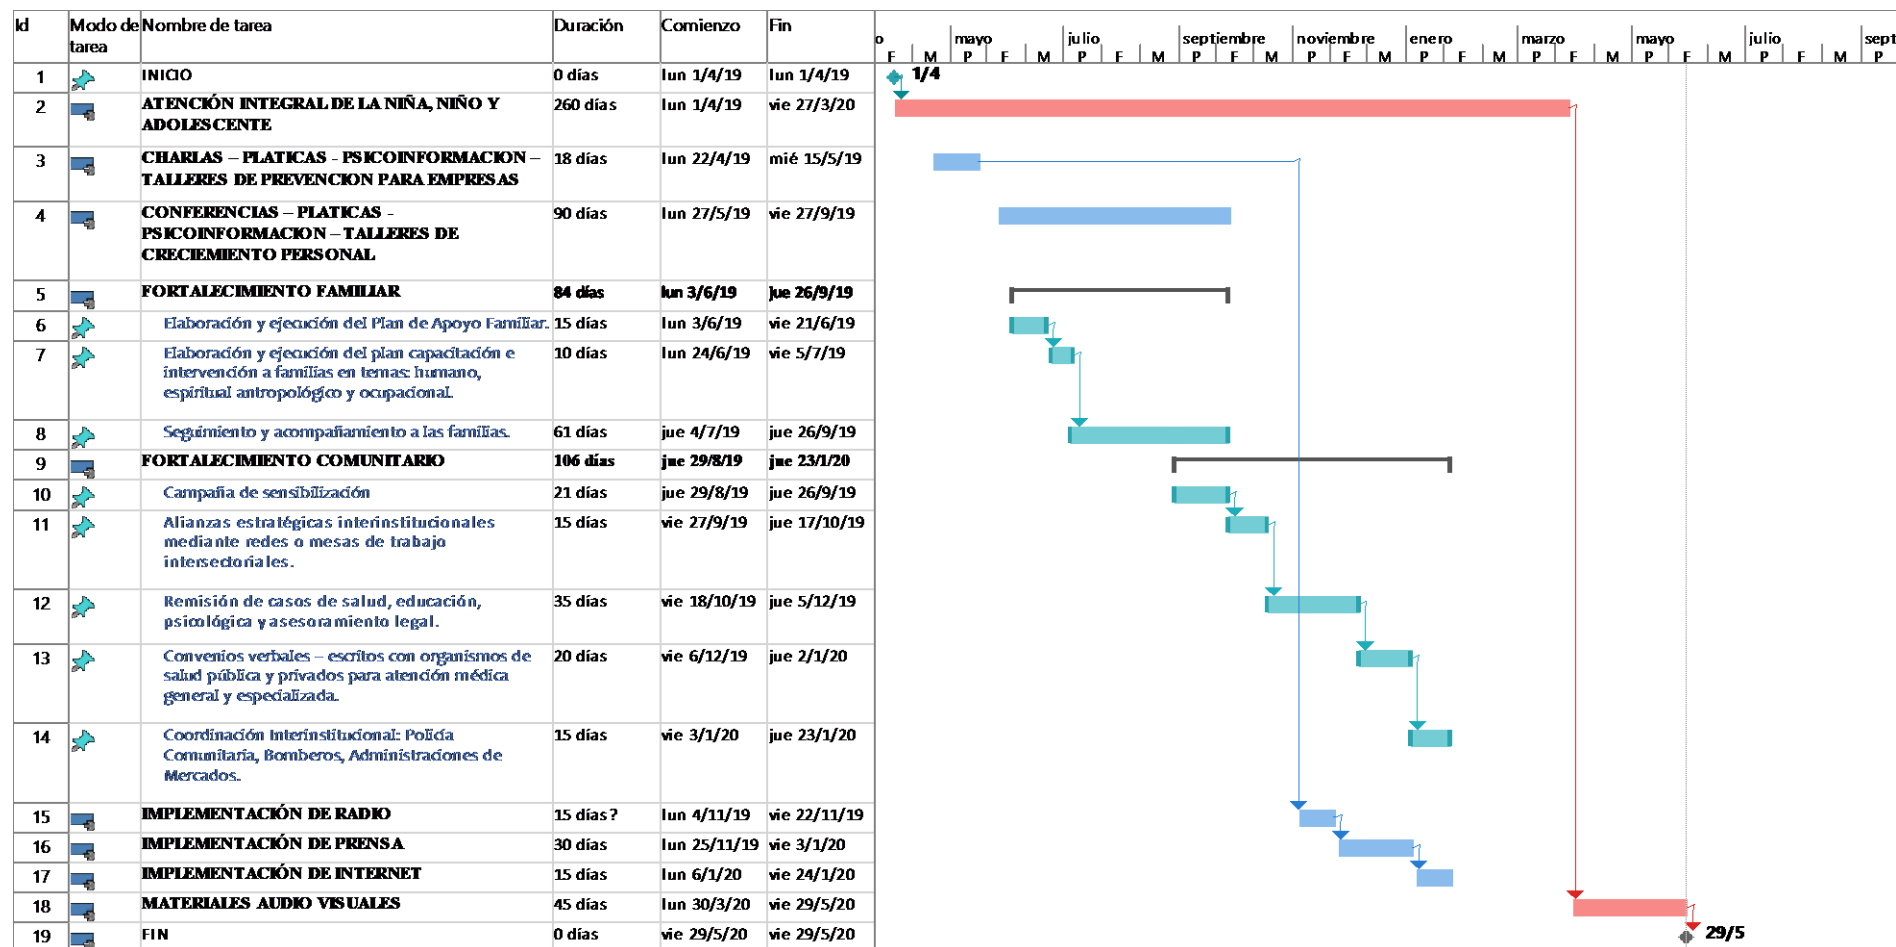 Id Modo de Nombre de tarea Duración Comienzo Fin
tarea
o mayo julio septiembre noviembre enero marzo mayo julio sept
F M P F M P F M P F M P F M P F M P F M P F M P F M P
1 INICIO 0 días lun 1/4/19 lun 1/4/19 1/4
2 ATENCIÓN INTEGRAL DE LA NIÑA, NIÑO Y 260 días lun 1/4/19 vie 27/3/20
ADOLESCENTE
3 CHARLAS – PLATICAS - PSICOINFORMACION – 18 días lun 22/4/19 mié 15/5/19
TALLERES DE PREVENCION PARA EMPRESAS
4 CONFERENCIAS – PLATICAS - 90 días lun 27/5/19 vie 27/9/19
PSICOINFORMACION – TALLERES DE
CRECIEMIENTO PERSONAL
5 FORTALECIMIENTO FAMILIAR 84 días lun 3/6/19 jue 26/9/19
6 Elaboración y ejecución del Plan de Apoyo Familiar. 15 días lun 3/6/19 vie 21/6/19
7 Elaboración y ejecución del plan capacitación e 10 días lun 24/6/19 vie 5/7/19
intervención a familias en temas: humano,
espiritual antropológico y ocupacional.
8 Seguimiento y acompañamiento a las familias. 61 días jue 4/7/19 jue 26/9/19
9 FORTALECIMIENTO COMUNITARIO 106 días jue 29/8/19 jue 23/1/20
10 Campaña de sensibilización 21 días jue 29/8/19 jue 26/9/19
11 Alianzas estratégicas interinstitucionales 15 días vie 27/9/19 jue 17/10/19
mediante redes o mesas de trabajo
intersectoriales.
12 Remisión de casos de salud, educación, 35 días vie 18/10/19 jue 5/12/19
psicológica y asesoramiento legal.
13 Convenios verbales – escritos con organismos de 20 días vie 6/12/19 jue 2/1/20
salud pública y privados para atención médica
general y especializada.
14 Coordinación Interinstitucional: Policía 15 días vie 3/1/20 jue 23/1/20
Comunitaria, Bomberos, Administraciones de
Mercados.
15 IMPLEMENTACIÓN DE RADIO 15 días? lun 4/11/19 vie 22/11/19
16 IMPLEMENTACIÓN DE PRENSA 30 días lun 25/11/19 vie 3/1/20
17 IMPLEMENTACIÓN DE INTERNET 15 días lun 6/1/20 vie 24/1/20
18 MATERIALES AUDIO VISUALES 45 días lun 30/3/20 vie 29/5/20
19 FIN 0 días vie 29/5/20 vie 29/5/20 29/5